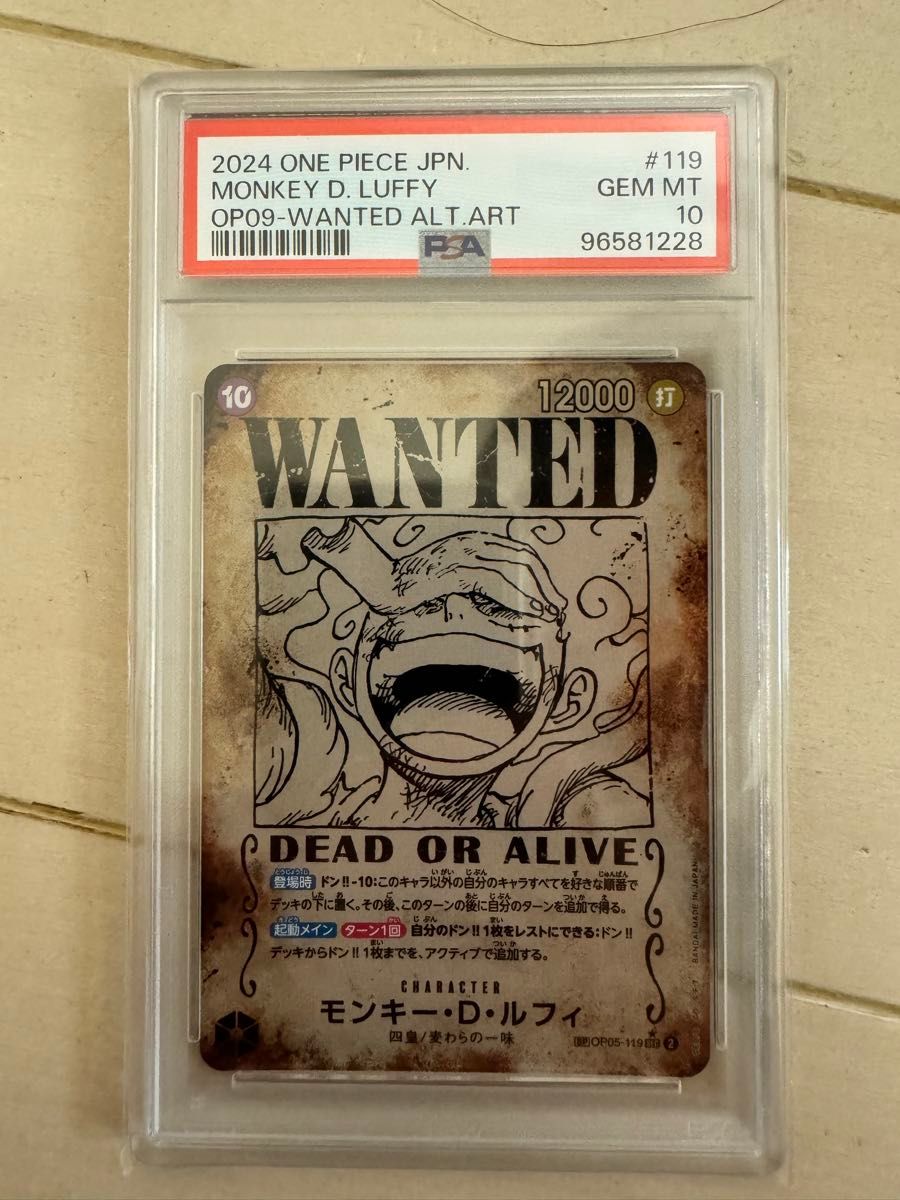 2024 ONE PIECE JPN. #119
MONKEY D. LUFFY GEM MT
OP09-WANTED ALT.ART 10
PSA 96581228
10 12000 打
WANTED
DEAD OR ALIVE
登場時 ドン!!-10:このキャラ以外の自分のキャラすべてを好きな順番で
デッキの下に置く。その後、このターンの後に自分のターンを追加で得る。
起動メイン ターン1回 自分のドン!!1枚をレストにできる:ドン!!
デッキからドン!!1枚までを、アクティブで追加する。
CHARACTER
モンキー・D・ルフィ
四皇/麦わらの一味
SP OP05-119 SEC 2
BANDAI MADE IN JAPAN